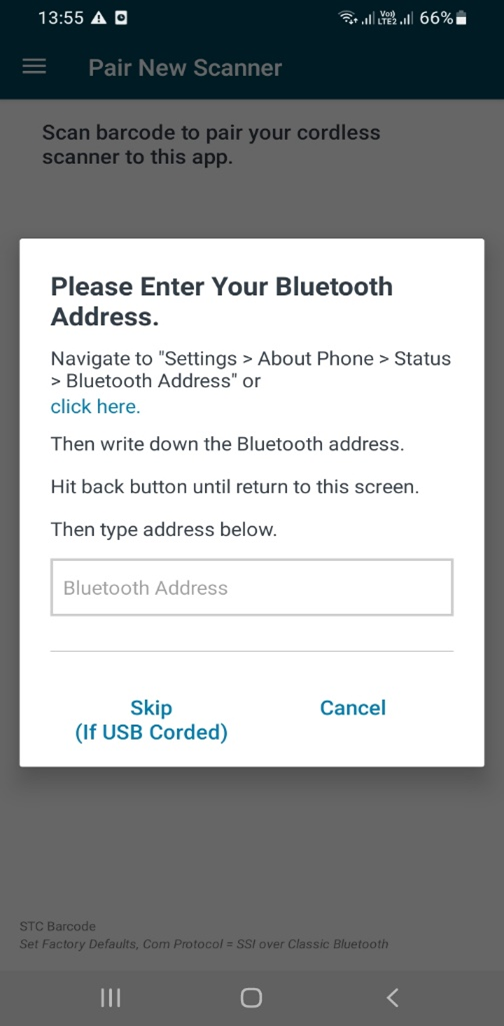 13:55 66%
Pair New Scanner
Scan barcode to pair your cordless
scanner to this app.
Please Enter Your Bluetooth
Address.
Navigate to "Settings > About Phone > Status
> Bluetooth Address" or
click here.
Then write down the Bluetooth address.
Hit back button until return to this screen.
Then type address below.
Bluetooth Address
Skip Cancel
(If USB Corded)
STC Barcode
Set Factory Defaults, Com Protocol = SSI over Classic Bluetooth